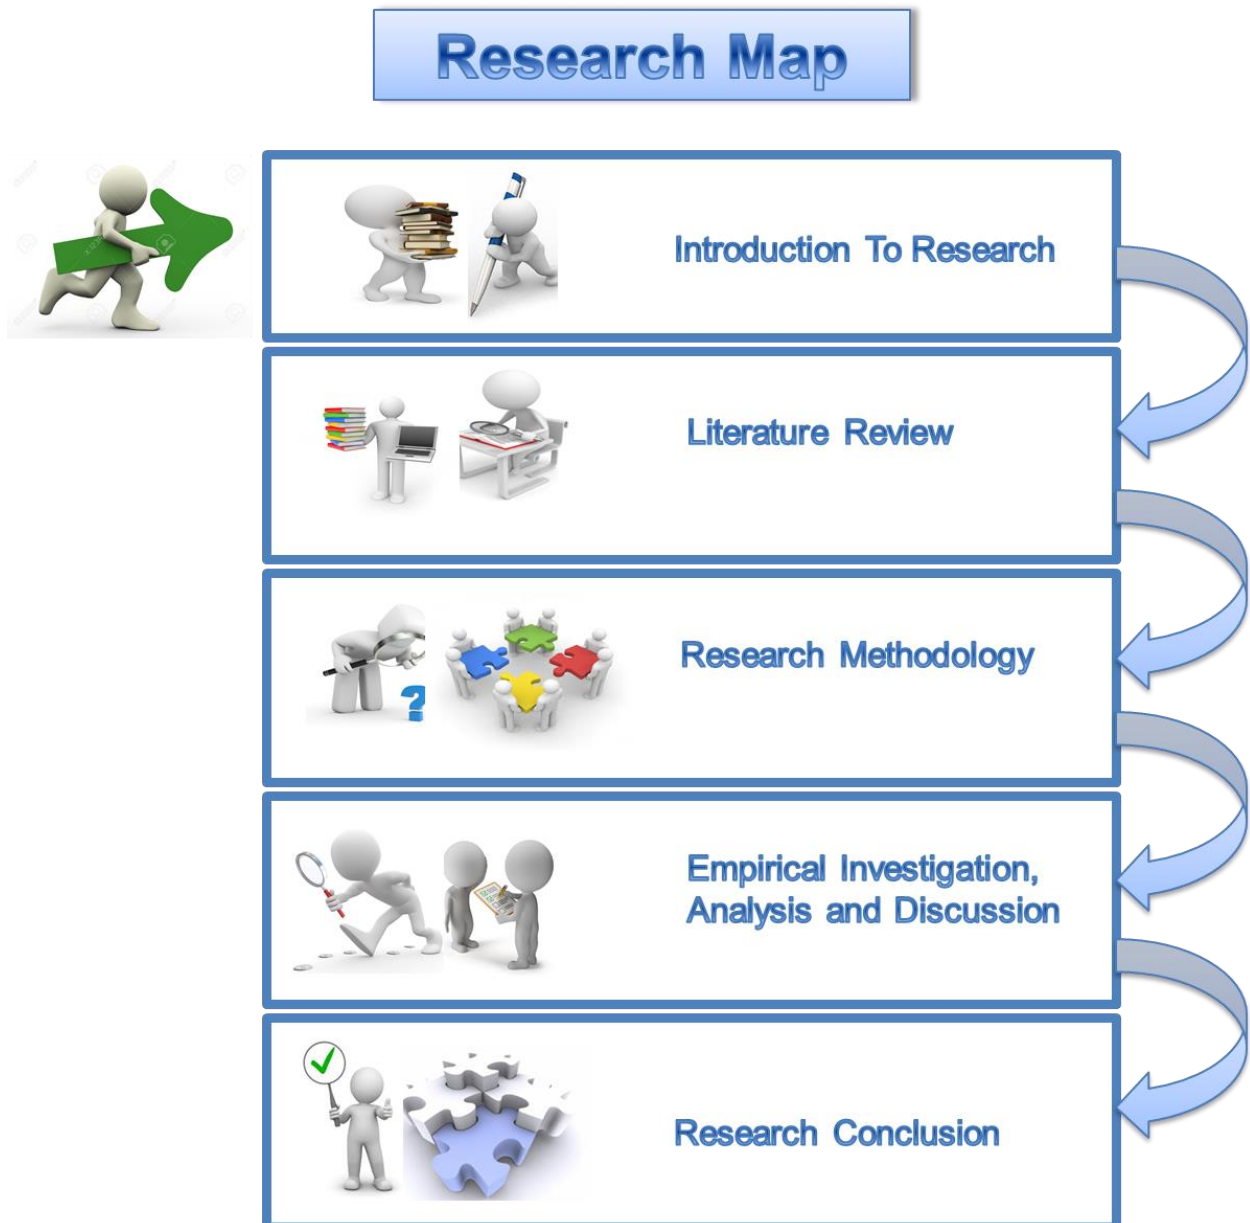 Research Map
Introduction To Research
Literature Review
Research Methodology
Empirical Investigation,
Analysis and Discussion
Research Conclusion